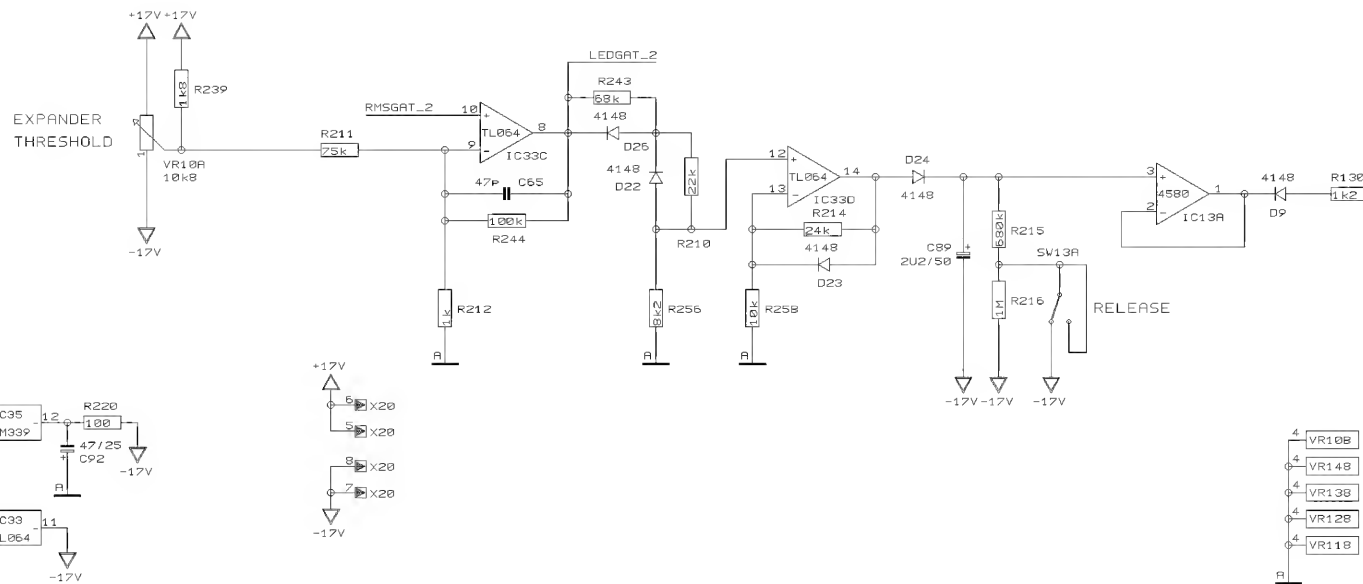 +17V +17V
LEDGAT_2
R243
68k
1k8
R239
RMSGAT_2
10
+
TL064
8
4148
D26
EXPANDER
THRESHOLD
1
R211
75k
9
-
IC33C
VR10A
10k8
4148
D22
22k
12
+
TL064
14
D24
4148
3
+
4580
1
4148
D9
R130
1k2
47P C65
13
-
IC33D
R214
24k
2
-
IC13A
100k
R244
R210
680k
R215
-17V
4148
D23
C89
+
2U2/50
SW13A
1k
R212
8k2
R256
10k
R258
1M
R216
RELEASE
A
A
A
+17V
-17V -17V -17V
R220
100
C35
M339
-
12
6
X20
5
X20
47/25
+
C92
-17V
8
X20
7
X20
A
-17V
4
VR10B
4
VR14B
4
VR13B
4
VR12B
4
VR11B
C33
L064
-
11
-17V
A